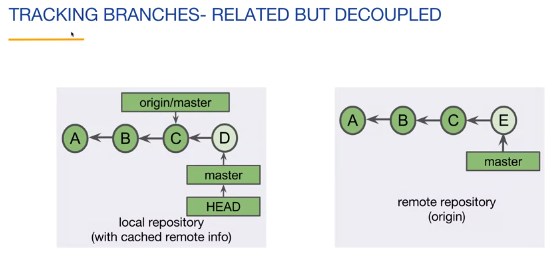 TRACKING BRANCHES- RELATED BUT DECOUPLED
origin/master
A B C D
master
HEAD
local repository
(with cached remote info)
A B C E
master
remote repository
(origin)